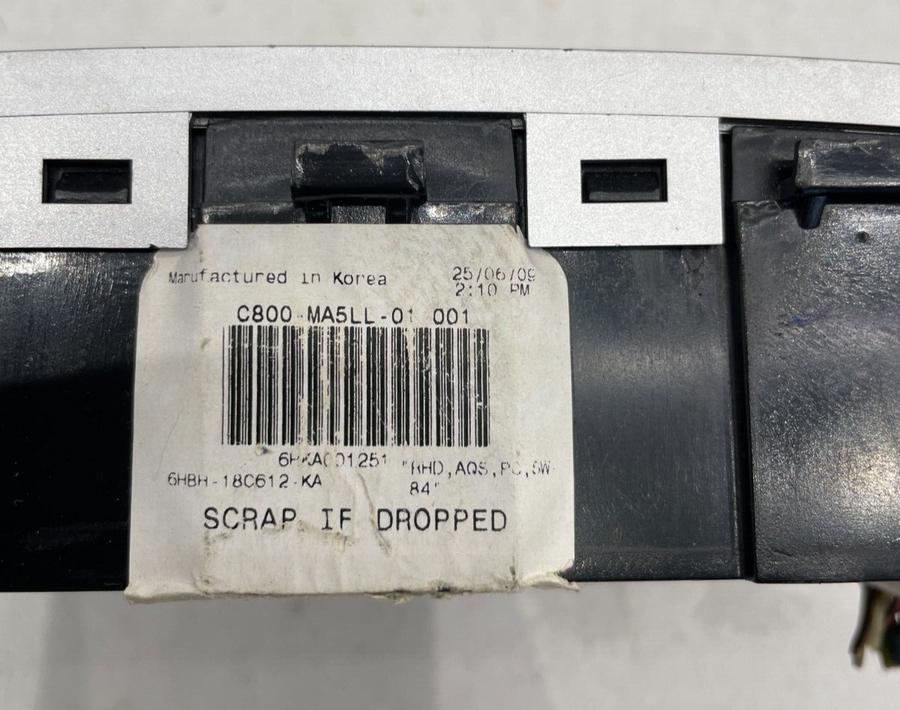 Manufactured in Korea
25/06/09
2:10 PM
C800-MA5LL-01 001
"RHD,AQS,PC,SW-
6HBH-18C612-KA
84"
SCRAP IF DROPPED